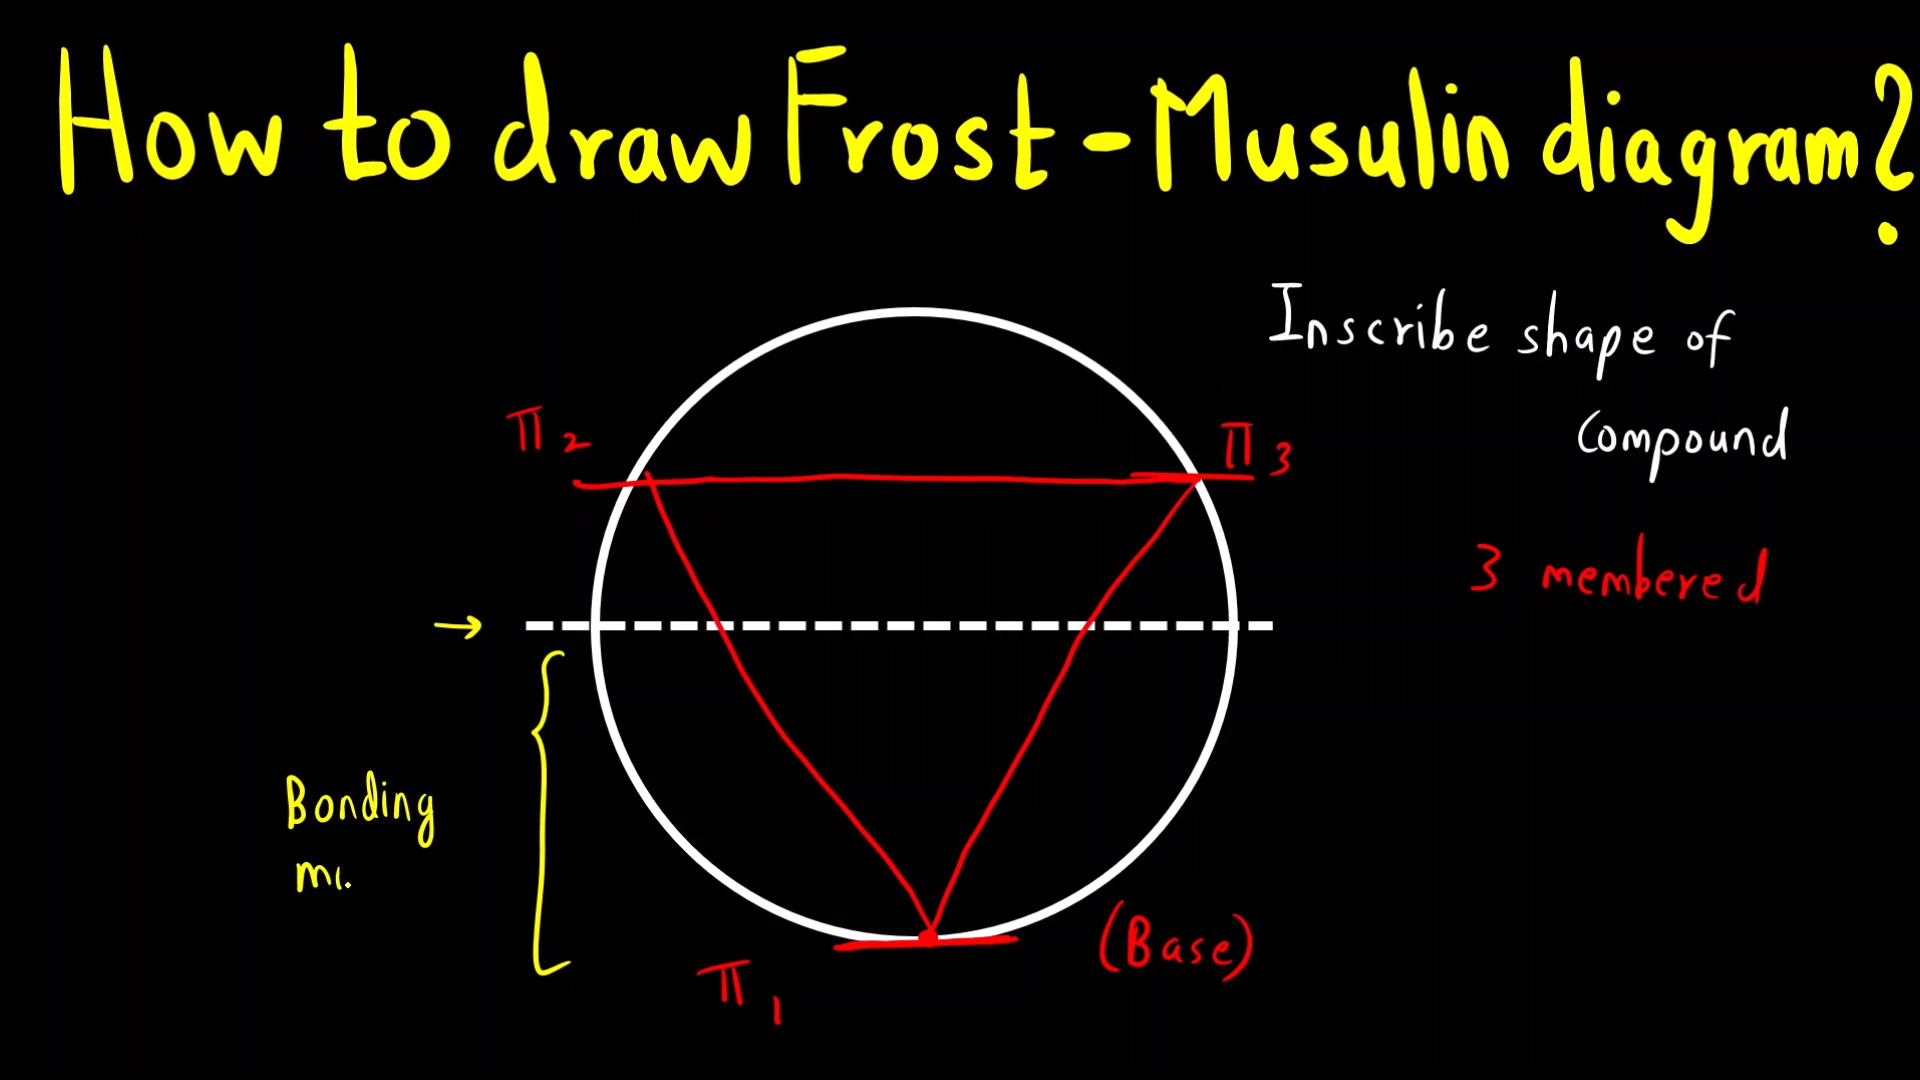 How to draw Frost-Musulin diagram?
Inscribe shape of
compound
π2
π3
3 membered
→
Bonding
(Base)
π1